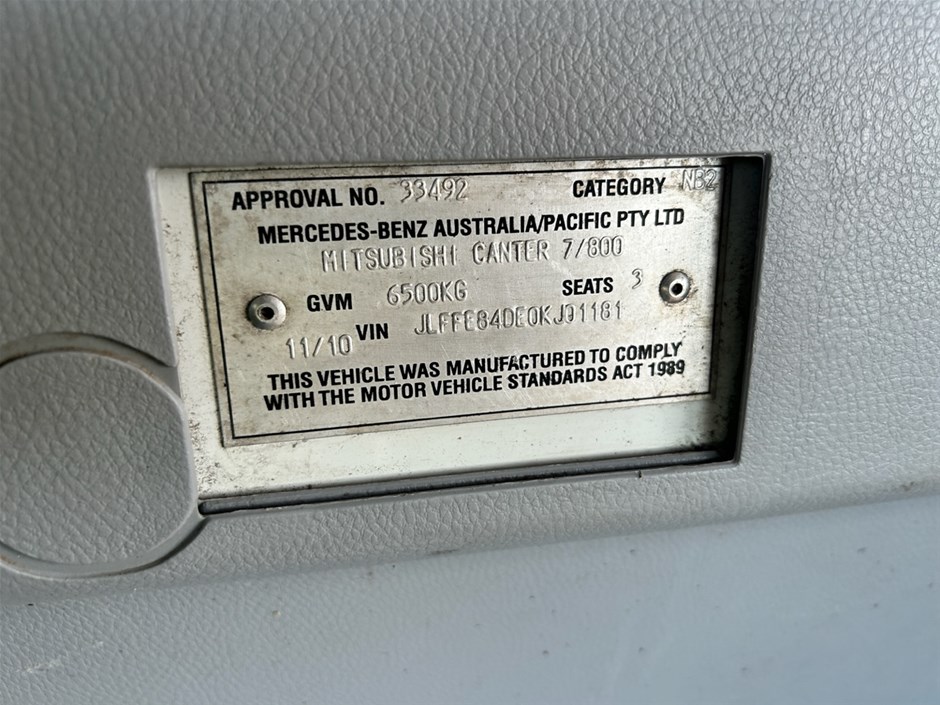 APPROVAL NO. 33492 CATEGORY NB2
MERCEDES-BENZ AUSTRALIA/PACIFIC PTY LTD
MITSUBISHI CANTER 7/800
GVM 6500KG SEATS 3
11/10 VIN JLFFE84DE0KJ01181
THIS VEHICLE WAS MANUFACTURED TO COMPLY
WITH THE MOTOR VEHICLE STANDARDS ACT 1989